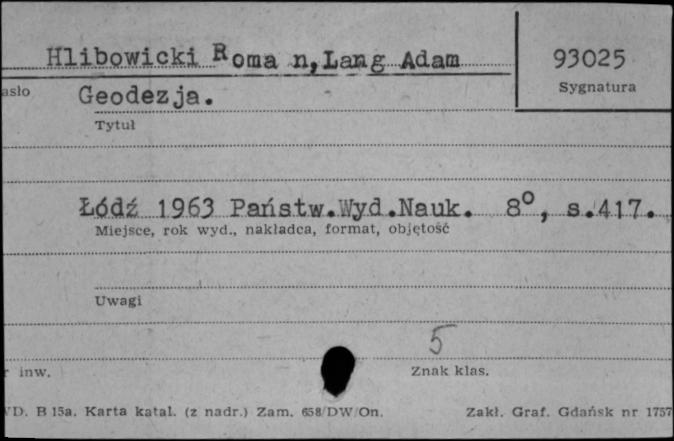 Hlibowicki Roma n,Lang Adam
93025
asło
Sygnatura
Geodezja.
Tytuł
Łódź 1963 Państw.Wyd.Nauk. 8°, s.417.
Miejsce, rok wyd., nakładca, format, objętość
Uwagi
5
r inw.
Znak klas.
WD. B 15a. Karta katal. (z nadr.) Zam. 658/DW/On.
Zakł. Graf. Gdańsk nr 1757